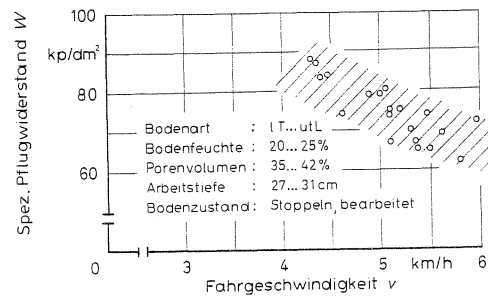 Spez. Pflugwiderstand W
100
kp/dm²
80
60
0
Bodenart : lT...utL
Bodenfeuchte : 20...25%
Porenvolumen : 35...42%
Arbeitstiefe : 27...31cm
Bodenzustand: Stoppeln, bearbeitet
3
4
5
km/h
6
Fahrgeschwindigkeit v